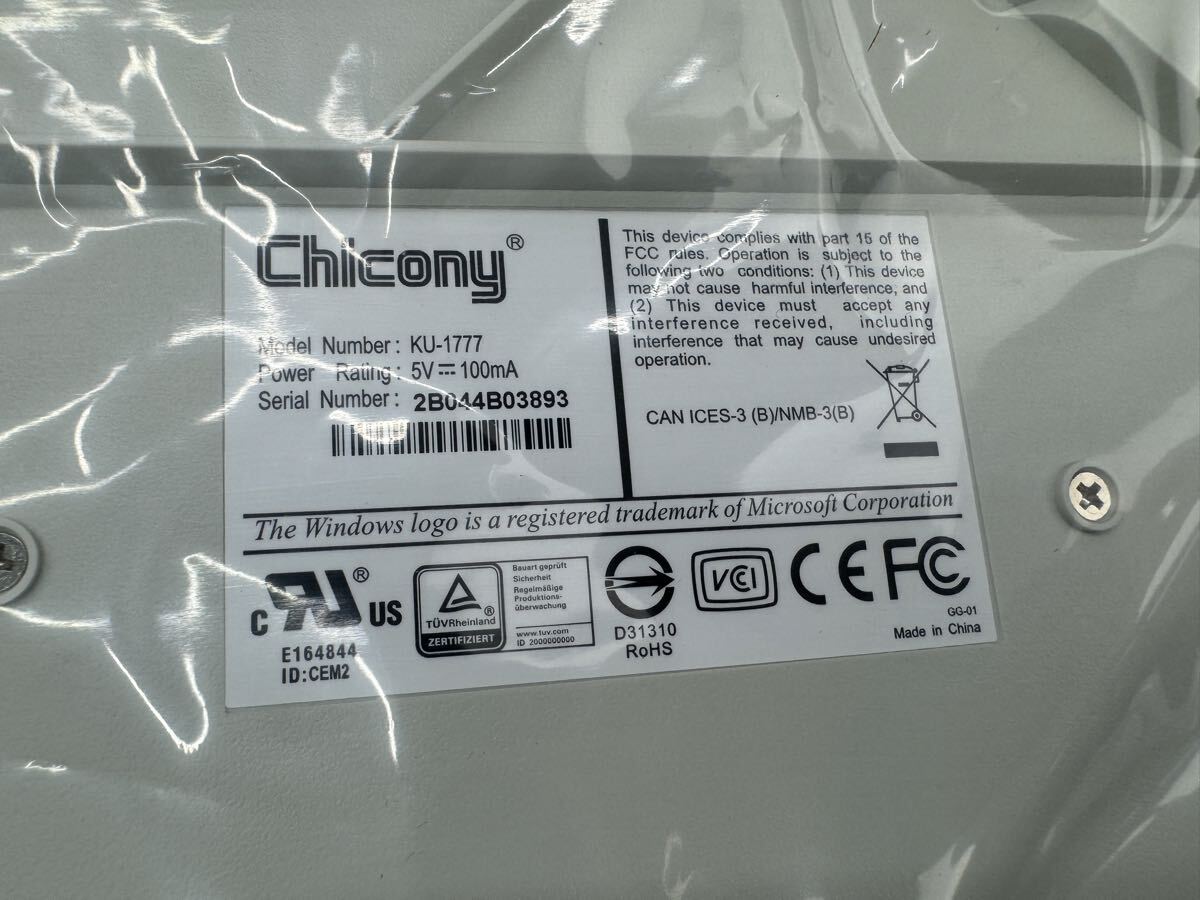 Chicony®
Model Number: KU-1777
Power Rating: 5V 100mA
Serial Number: 2B044B03893
This device complies with part 15 of the
FCC rules. Operation is subject to the
following two conditions: (1) This device
may not cause harmful interference, and
(2) This device must accept any
interference received, including
interference that may cause undesired
operation.
CAN ICES-3 (B)/NMB-3(B)
The Windows logo is a registered trademark of Microsoft Corporation
C RU® US
E164844
ID:CEM2
TÜVRheinland®
ZERTIFIZIERT
Bauart geprüft
Sicherheit
Regelmäßige
Produktions-
überwachung
www.tuv.com
ID 2000000000
D31310
RoHS
VCI
CE FC
GG-01
Made in China